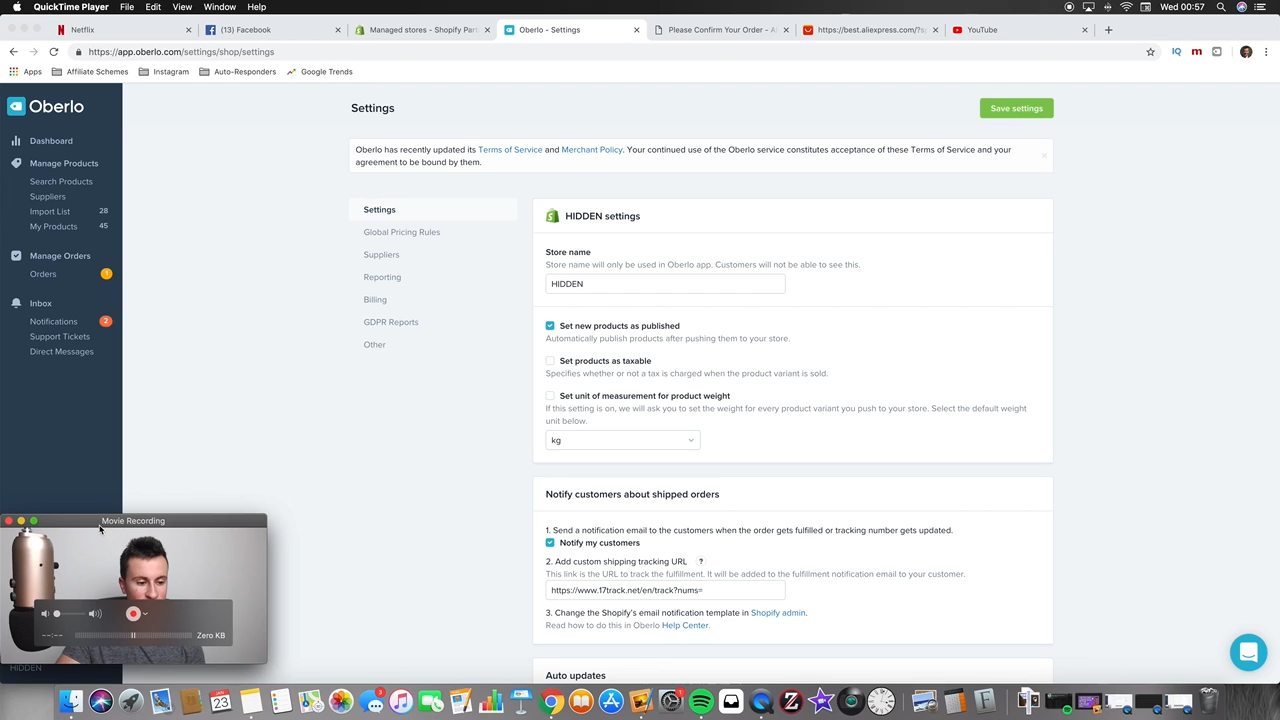 QuickTime Player File Edit View Window Help
Wed 00:57
Netflix
(13) Facebook
Managed stores - Shopify Par
Oberlo - Settings
Please Confirm Your Order - A
https://best.aliexpress.com/?s
YouTube
https://app.oberlo.com/settings/shop/settings
Apps Affiliate Schemes Instagram Auto-Responders Google Trends
Oberlo
Dashboard
Manage Products
Search Products
Suppliers
Import List 28
My Products 45
Manage Orders
Orders 1
Inbox
Notifications 2
Support Tickets
Direct Messages
HIDDEN
Settings
Save settings
Oberlo has recently updated its Terms of Service and Merchant Policy. Your continued use of the Oberlo service constitutes acceptance of these Terms of Service and your
agreement to be bound by them.
Settings
Global Pricing Rules
Suppliers
Reporting
Billing
GDPR Reports
Other
HIDDEN settings
Store name
Store name will only be used in Oberlo app. Customers will not be able to see this.
HIDDEN
Set new products as published
Automatically publish products after pushing them to your store.
Set products as taxable
Specifies whether or not a tax is charged when the product variant is sold.
Set unit of measurement for product weight
If this setting is on, we will ask you to set the weight for every product variant you push to your store. Select the default weight
unit below.
kg
Notify customers about shipped orders
1. Send a notification email to the customers when the order gets fulfilled or tracking number gets updated.
Notify my customers
2. Add custom shipping tracking URL ?
This link is the URL to track the fulfillment. It will be added to the fulfillment notification email to your customer.
https://www.17track.net/en/track?nums=
3. Change the Shopify's email notification template in Shopify admin.
Read how to do this in Oberlo Help Center.
Auto updates
Movie Recording
--:--
Zero KB